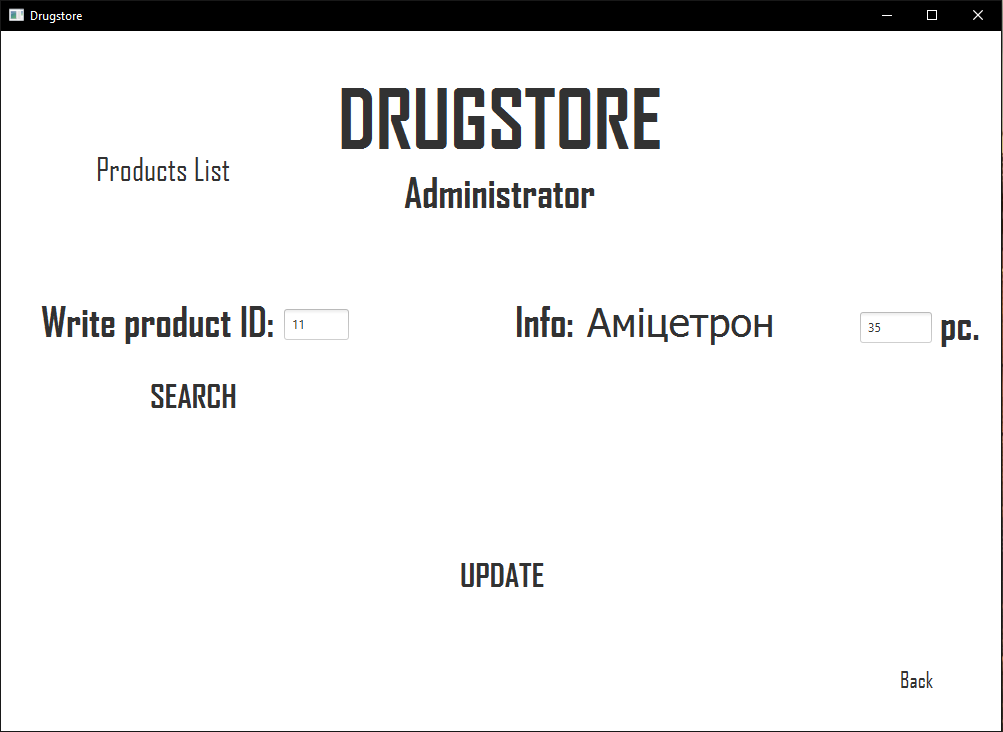 Drugstore
DRUGSTORE
Products List
Administrator
Write product ID: 11
Info: Аміцетрон 35 pc.
SEARCH
UPDATE
Back